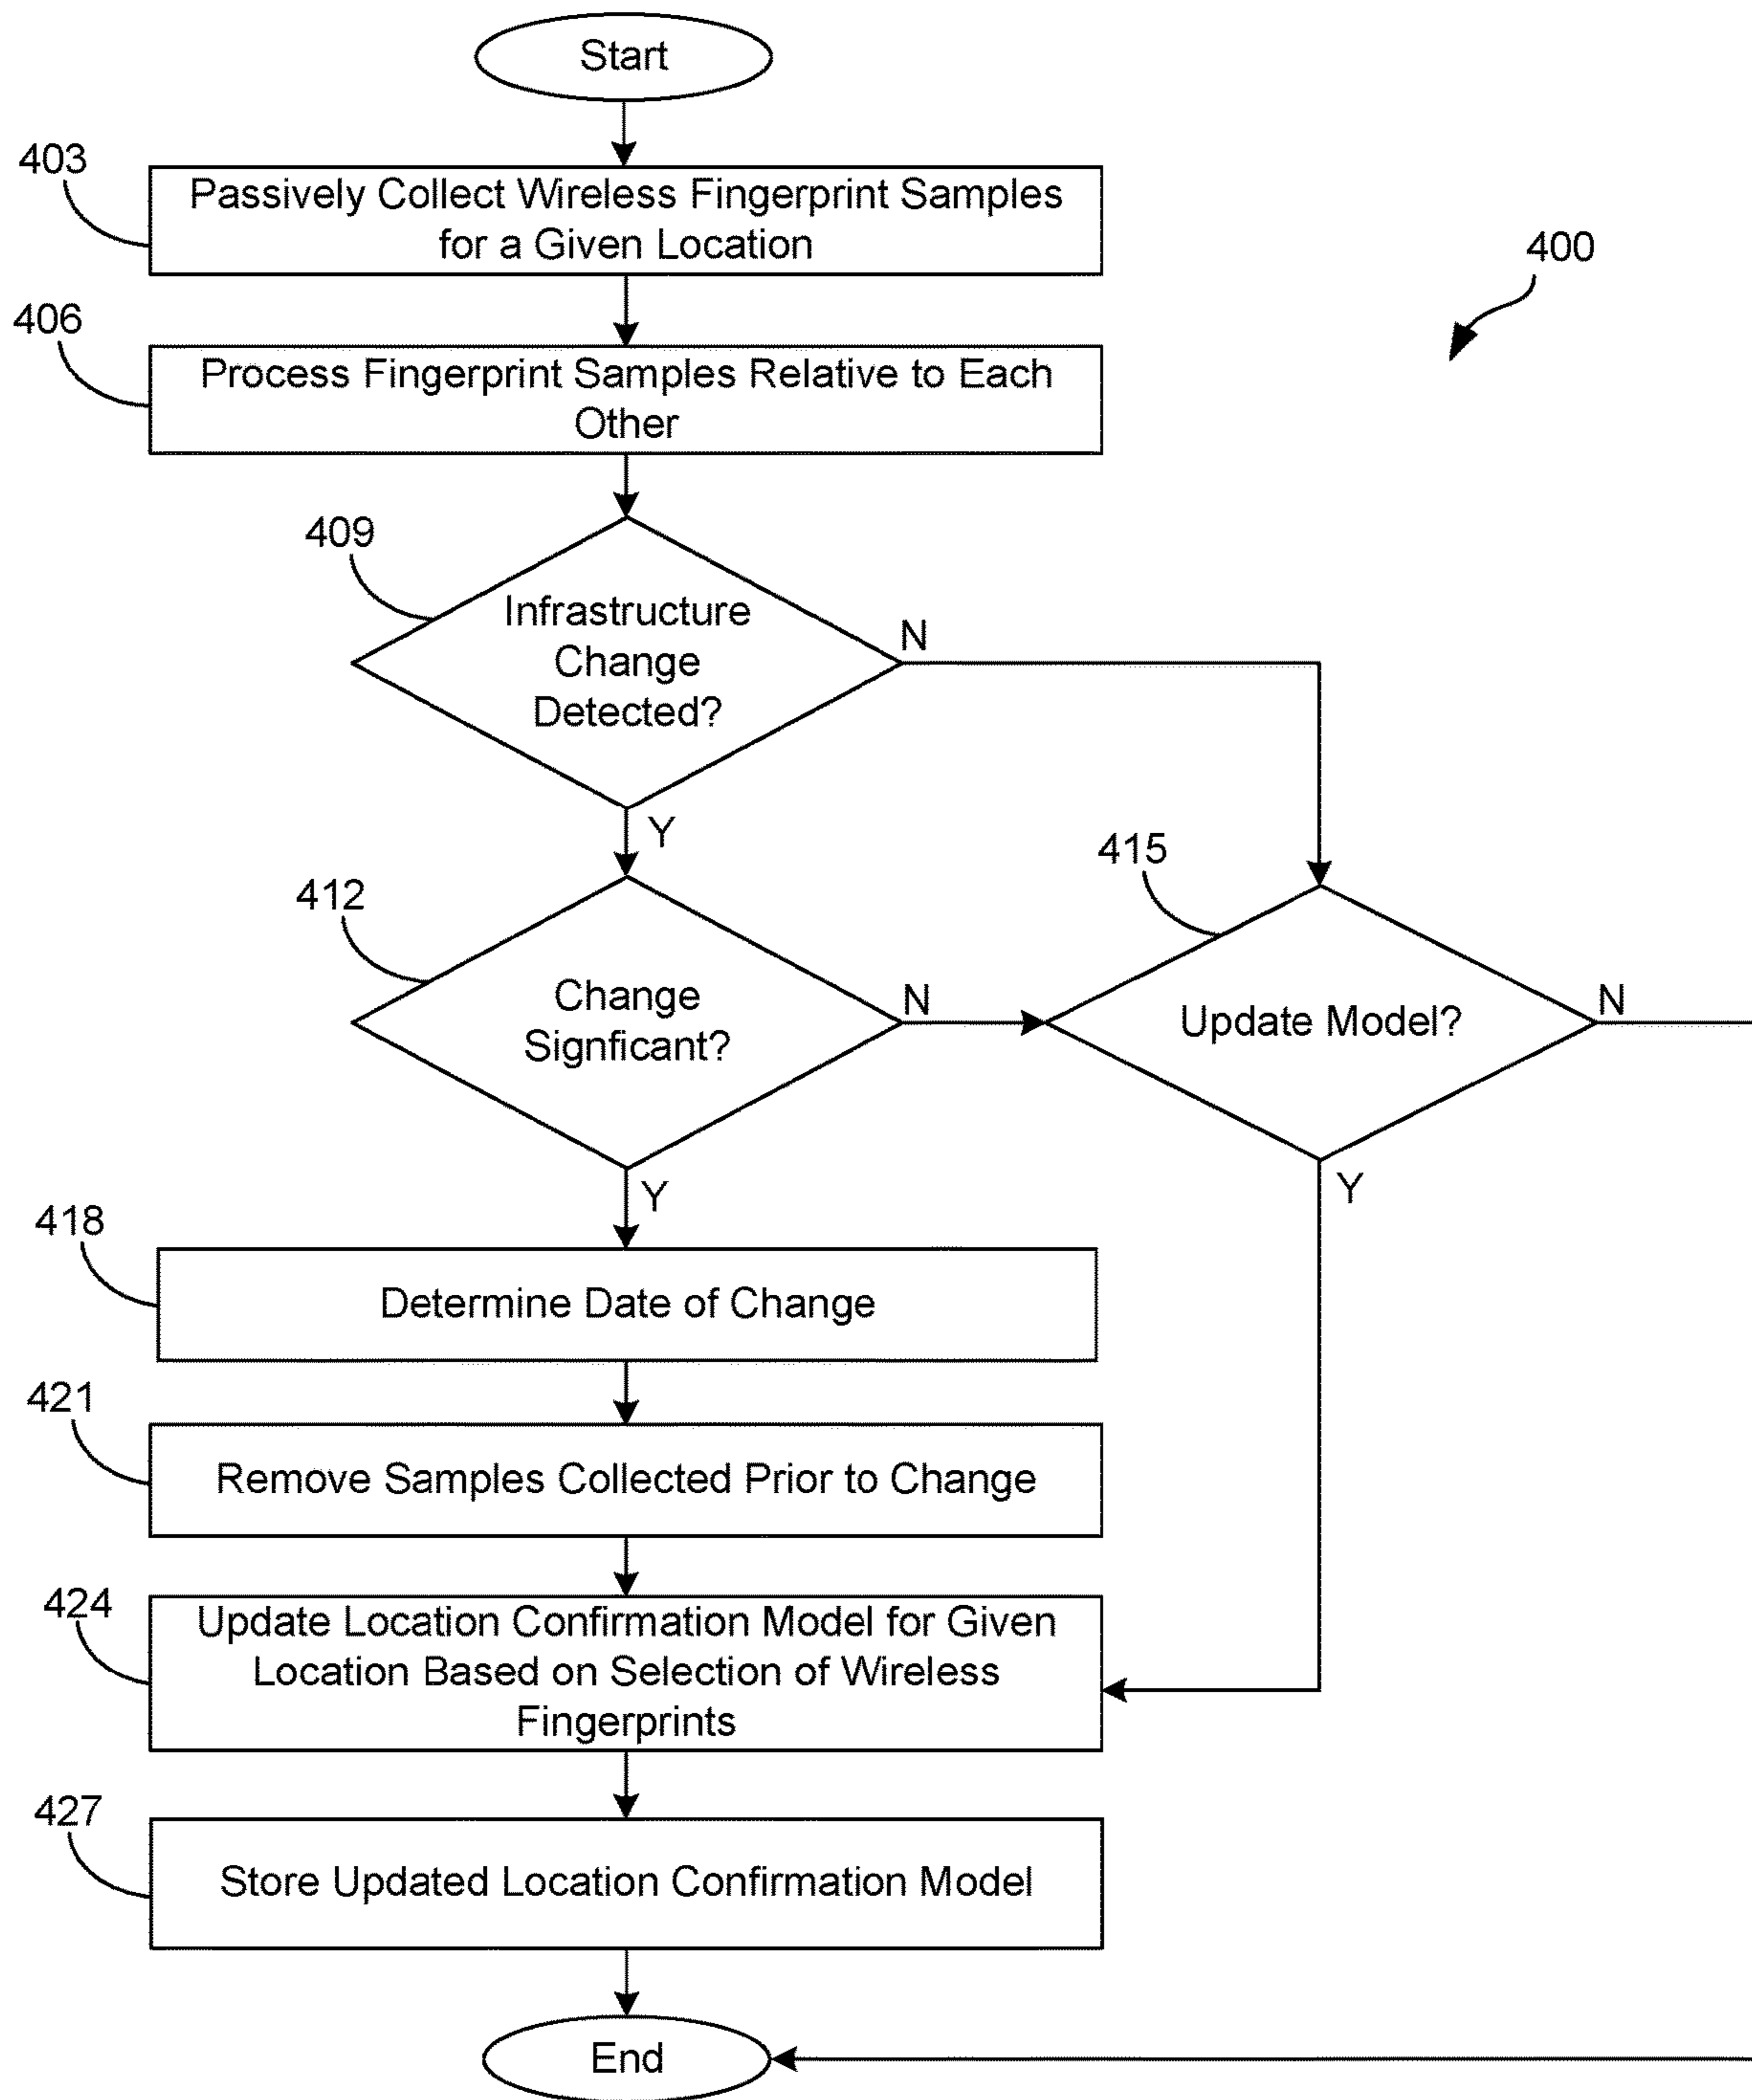 Start
403
Passively Collect Wireless Fingerprint Samples
for a Given Location
400
406
Process Fingerprint Samples Relative to Each
Other
409
Infrastructure
Change
Detected?
N
Y
412
Change
Signficant?
N
415
Update Model?
N
Y
Y
418
Determine Date of Change
421
Remove Samples Collected Prior to Change
424
Update Location Confirmation Model for Given
Location Based on Selection of Wireless
Fingerprints
427
Store Updated Location Confirmation Model
End